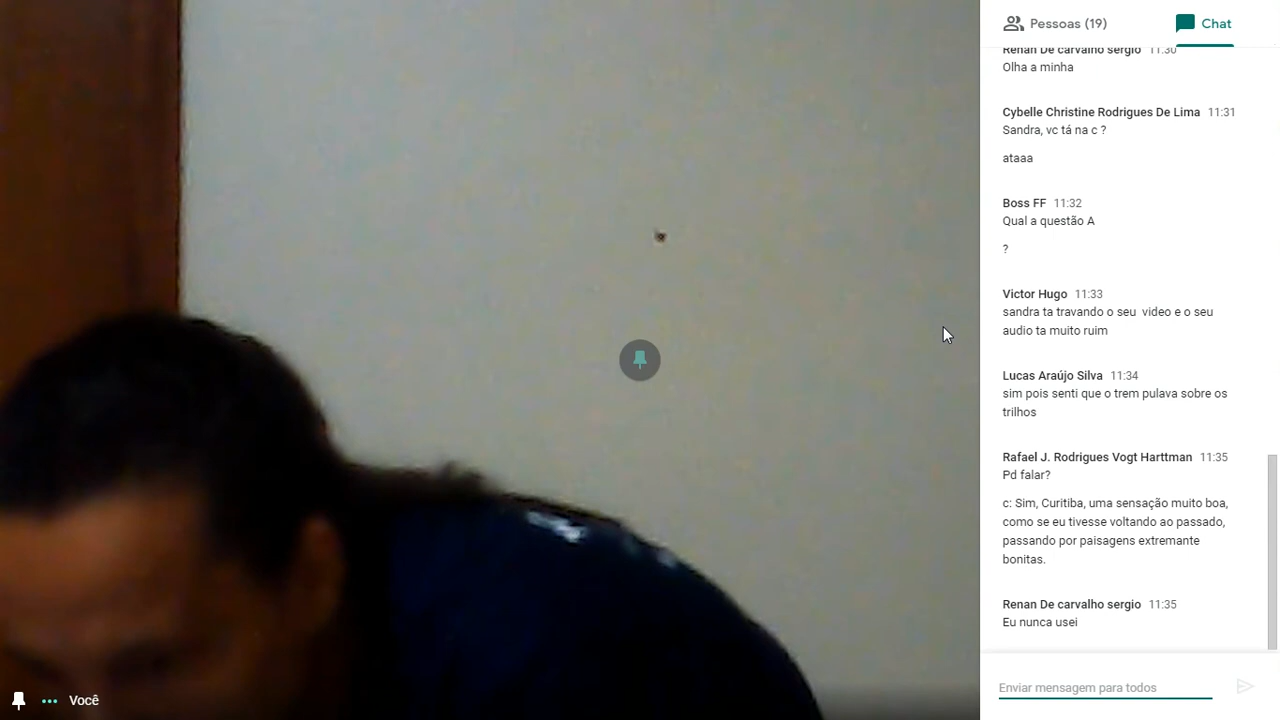 Pessoas (19)
Chat
Renan De carvalho sergio 11:30
Olha a minha
Cybelle Christine Rodrigues De Lima 11:31
Sandra, vc tá na c ?
ataaa
Boss FF 11:32
Qual a questão A
?
Victor Hugo 11:33
sandra ta travando o seu video e o seu
audio ta muito ruim
Lucas Araújo Silva 11:34
sim pois senti que o trem pulava sobre os
trilhos
Rafael J. Rodrigues Vogt Harttman 11:35
Pd falar?
c: Sim, Curitiba, uma sensação muito boa,
como se eu tivesse voltando ao passado,
passando por paisagens extremante
bonitas.
Renan De carvalho sergio 11:35
Eu nunca usei
Enviar mensagem para todos
Você